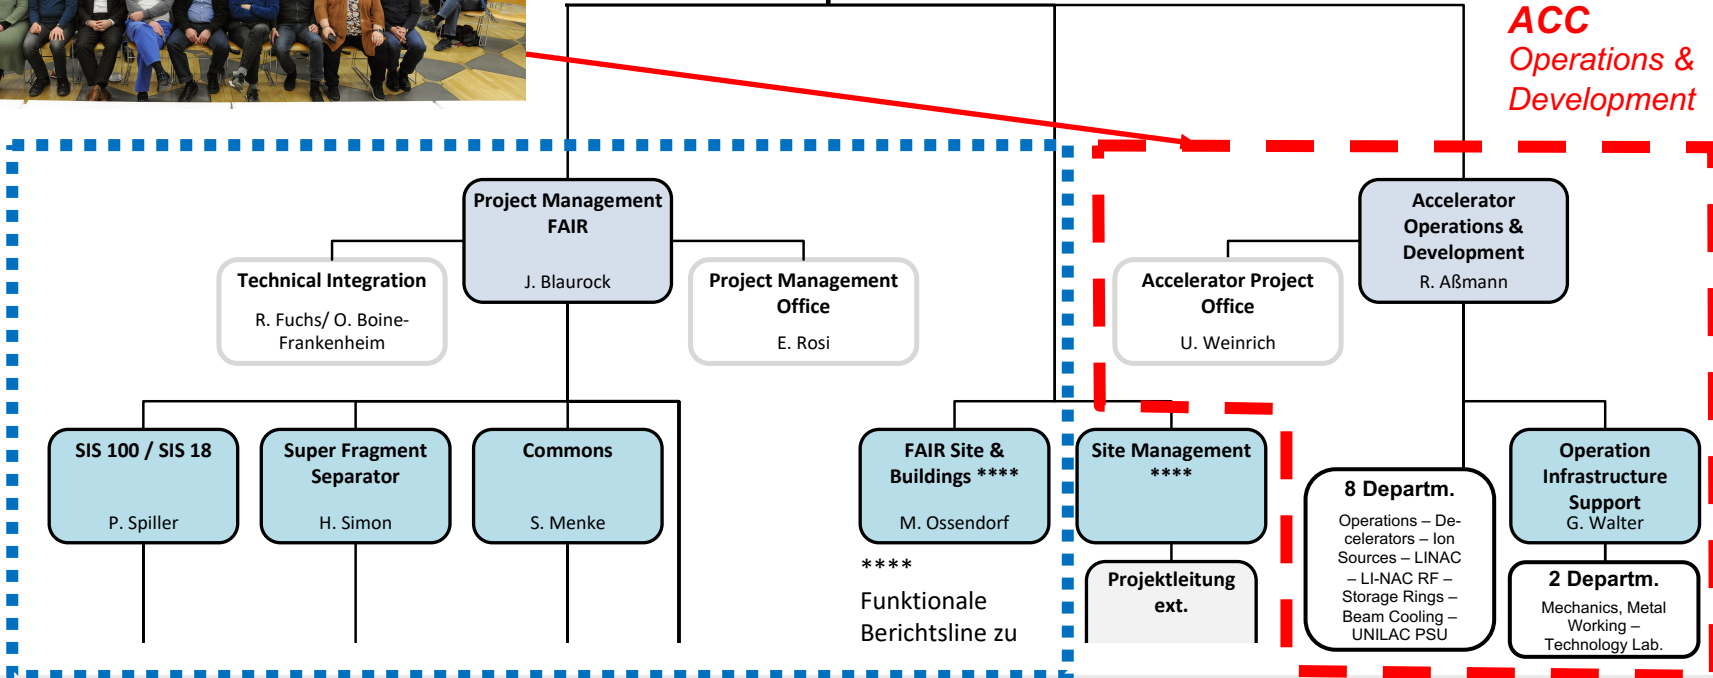 ACC
Operations &
Development
Project Management
FAIR
J. Blaurock
Technical Integration
R. Fuchs/ O. Boine-
Frankenheim
Project Management
Office
E. Rosi
Accelerator
Operations &
Development
R. Aßmann
Accelerator Project
Office
U. Weinrich
SIS 100 / SIS 18
P. Spiller
Super Fragment
Separator
H. Simon
Commons
S. Menke
FAIR Site &
Buildings ****
M. Ossendorf
Site Management
****
Operation
Infrastructure
Support
G. Walter
8 Departm.
Operations – De-
celerators – Ion
Sources – LINAC
– LI-NAC RF –
Storage Rings –
Beam Cooling –
UNILAC PSU
****
Funktionale
Berichtsline zu
Projektleitung
ext.
2 Departm.
Mechanics, Metal
Working –
Technology Lab.